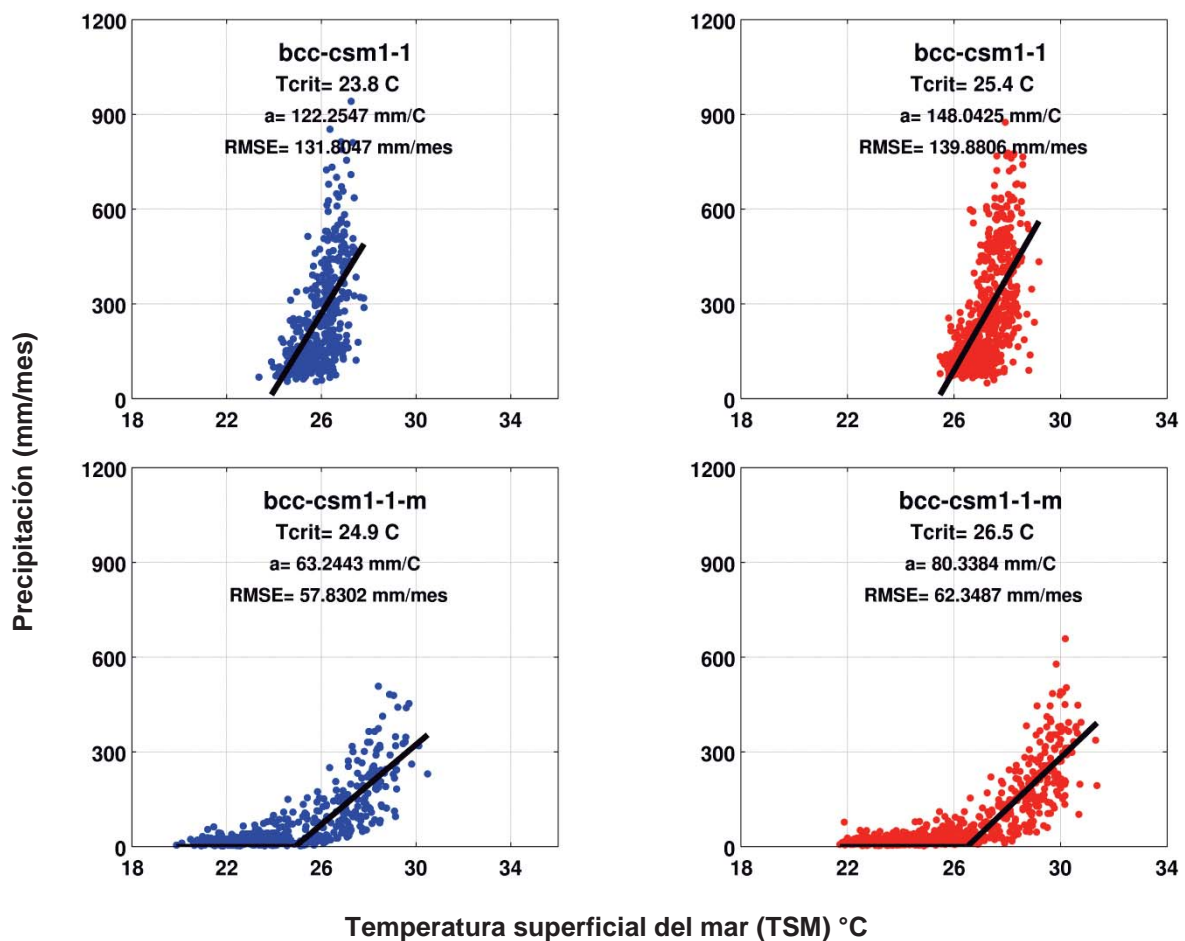 1200
900
600
300
0
bcc-csm1-1
Tcrit= 23.8 C
a= 122.2547 mm/C
RMSE= 131.8047 mm/mes
18 22 26 30 34
1200
900
600
300
0
bcc-csm1-1
Tcrit= 25.4 C
a= 148.0425 mm/C
RMSE= 139.8806 mm/mes
18 22 26 30 34
Precipitación (mm/mes)
1200
900
600
300
0
bcc-csm1-1-m
Tcrit= 24.9 C
a= 63.2443 mm/C
RMSE= 57.8302 mm/mes
18 22 26 30 34
1200
900
600
300
0
bcc-csm1-1-m
Tcrit= 26.5 C
a= 80.3384 mm/C
RMSE= 62.3487 mm/mes
18 22 26 30 34
Temperatura superficial del mar (TSM) °C